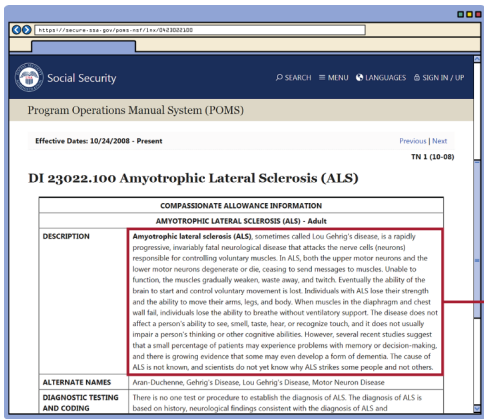 https://secure-ssa-gov/poms-nsf/lnx/0423022100
Social Security
SEARCH MENU LANGUAGES SIGN IN / UP
Program Operations Manual System (POMS)
Effective Dates: 10/24/2008 - Present
Previous | Next
TN 1 (10-08)
DI 23022.100 Amyotrophic Lateral Sclerosis (ALS)
COMPASSIONATE ALLOWANCE INFORMATION
AMYOTROPHIC LATERAL SCLEROSIS (ALS) - Adult
DESCRIPTION
Amyotrophic lateral sclerosis (ALS), sometimes called Lou Gehrig's disease, is a rapidly
progressive, invariably fatal neurological disease that attacks the nerve cells (neurons)
responsible for controlling voluntary muscles. In ALS, both the upper motor neurons and the
lower motor neurons degenerate or die, ceasing to send messages to muscles. Unable to
function, the muscles gradually weaken, waste away, and twitch. Eventually the ability of the
brain to start and control voluntary movement is lost. Individuals with ALS lose their strength
and the ability to move their arms, legs, and body. When muscles in the diaphragm and chest
wall fail, individuals lose the ability to breathe without ventilatory support. The disease does not
affect a person's ability to see, smell, taste, hear, or recognize touch, and it does not usually
impair a person's thinking or other cognitive abilities. However, several recent studies suggest
that a small percentage of patients may experience problems with memory or decision-making,
and there is growing evidence that some may even develop a form of dementia. The cause of
ALS is not known, and scientists do not yet know why ALS strikes some people and not others.
ALTERNATE NAMES
Aran-Duchenne, Gehrig's Disease, Lou Gehrig's Disease, Motor Neuron Disease
DIAGNOSTIC TESTING
AND CODING
There is no one test or procedure to establish the diagnosis of ALS. The diagnosis of ALS is
based on history, neurological findings consistent with the diagnosis of ALS and